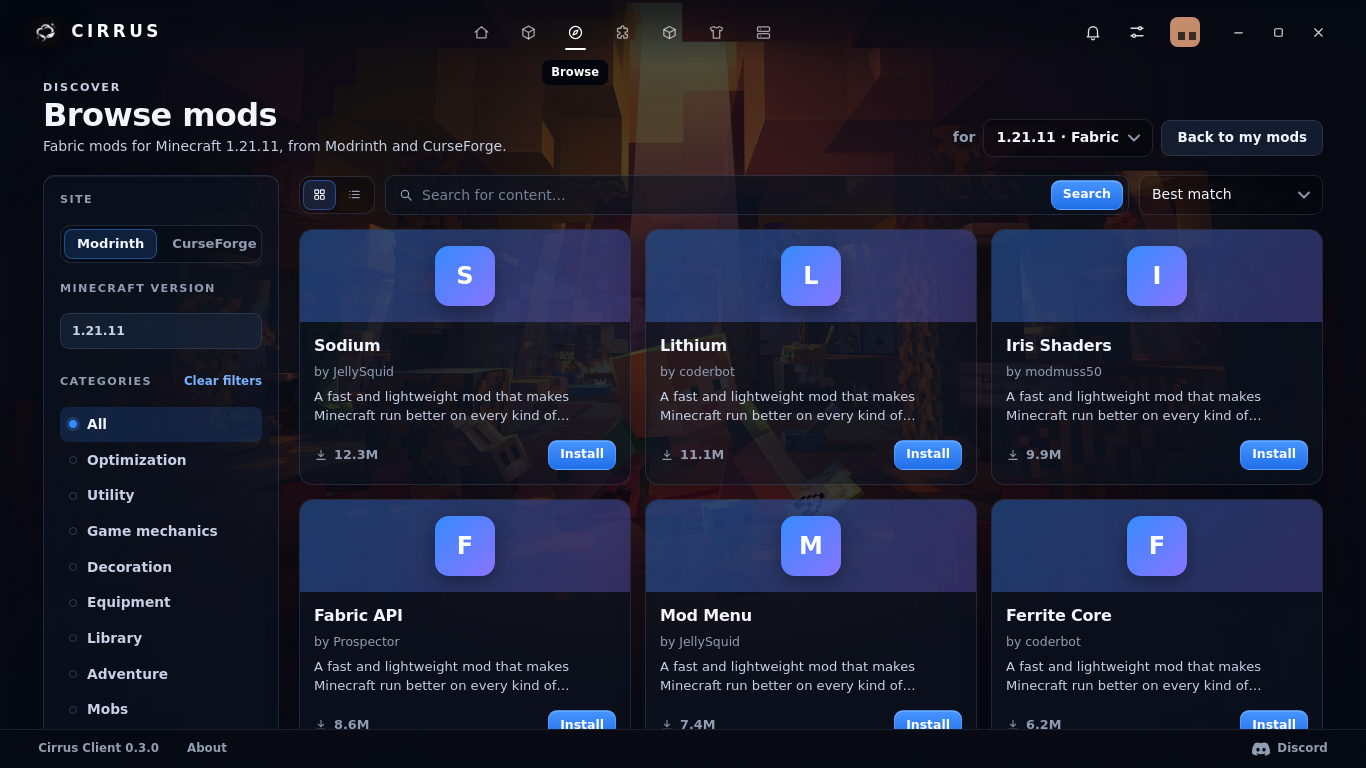 CIRRUS
Browse
DISCOVER
Browse mods
Fabric mods for Minecraft 1.21.11, from Modrinth and CurseForge.
for
1.21.11 · Fabric
Back to my mods
SITE
Modrinth
CurseForge
MINECRAFT VERSION
1.21.11
CATEGORIES
Clear filters
All
Optimization
Utility
Game mechanics
Decoration
Equipment
Library
Adventure
Mobs
Search for content...
Search
Best match
S
Sodium
by JellySquid
A fast and lightweight mod that makes
Minecraft run better on every kind of...
12.3M
Install
L
Lithium
by coderbot
A fast and lightweight mod that makes
Minecraft run better on every kind of...
11.1M
Install
I
Iris Shaders
by modmuss50
A fast and lightweight mod that makes
Minecraft run better on every kind of...
9.9M
Install
F
Fabric API
by Prospector
A fast and lightweight mod that makes
Minecraft run better on every kind of...
8.6M
Install
M
Mod Menu
by JellySquid
A fast and lightweight mod that makes
Minecraft run better on every kind of...
7.4M
Install
F
Ferrite Core
by coderbot
A fast and lightweight mod that makes
Minecraft run better on every kind of...
6.2M
Install
Cirrus Client 0.3.0
About
Discord